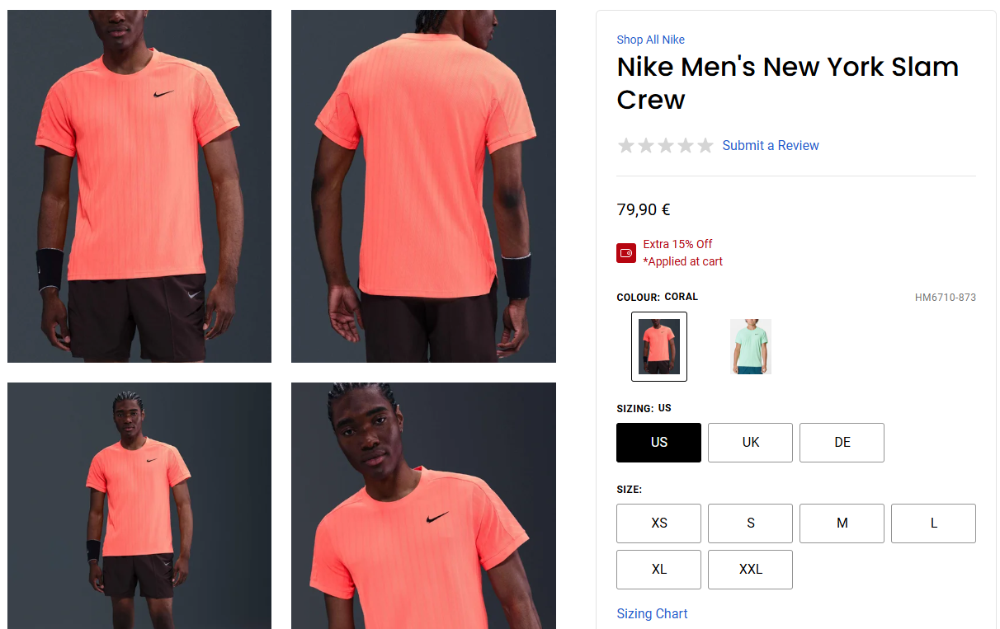 Shop All Nike
Nike Men's New York Slam
Crew
Submit a Review
79,90 €
Extra 15% Off
*Applied at cart
COLOUR: CORAL
HM6710-873
SIZING: US
US
UK
DE
SIZE:
XS
S
M
L
XL
XXL
Sizing Chart